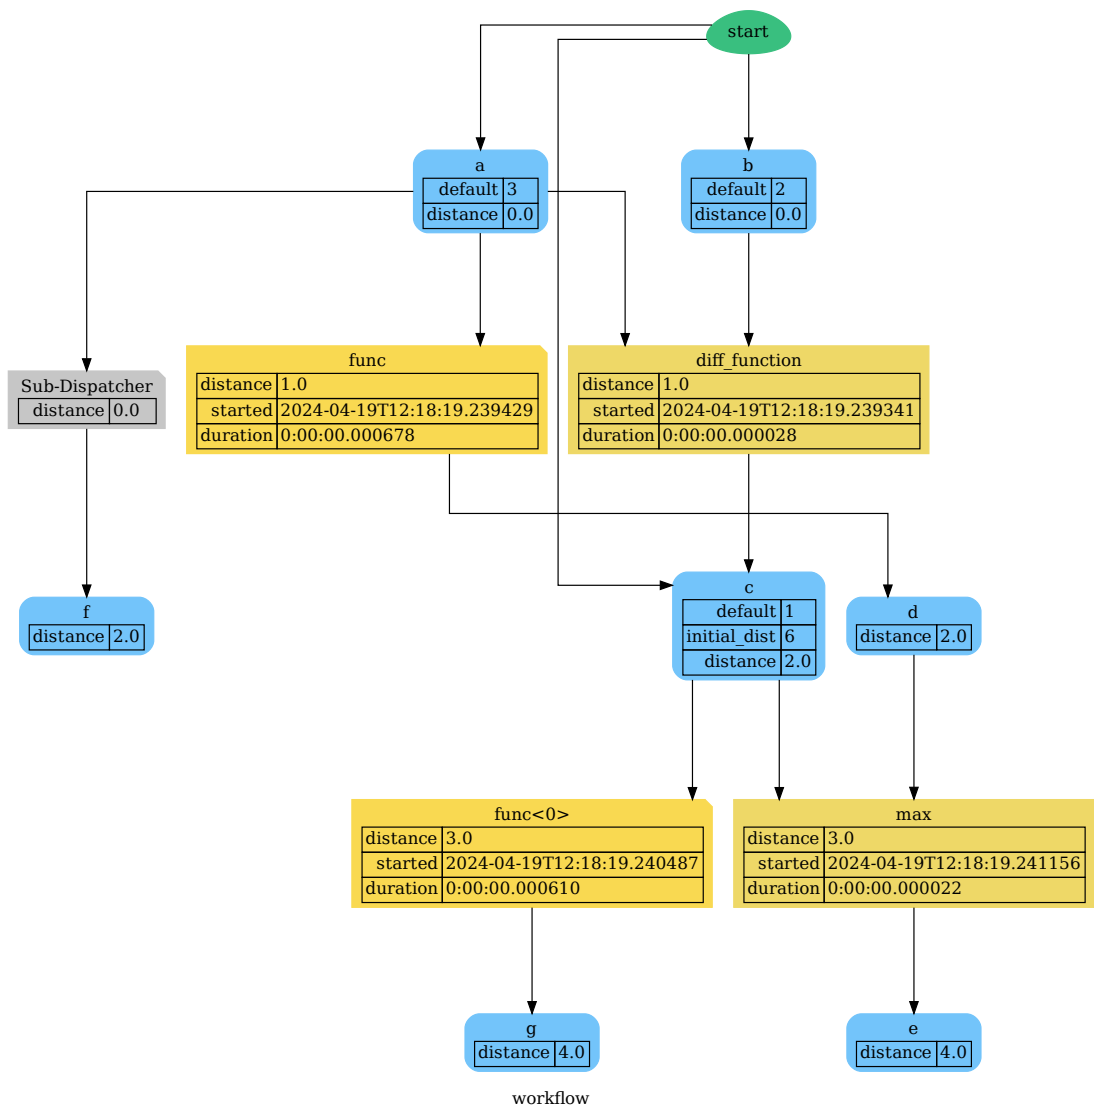 start
a
default 3
distance 0.0
b
default 2
distance 0.0
Sub-Dispatcher
distance 0.0
func
distance 1.0
started 2024-04-19T12:18:19.239429
duration 0:00:00.000678
diff_function
distance 1.0
started 2024-04-19T12:18:19.239341
duration 0:00:00.000028
f
distance 2.0
c
default 1
initial_dist 6
distance 2.0
d
distance 2.0
func<0>
distance 3.0
started 2024-04-19T12:18:19.240487
duration 0:00:00.000610
max
distance 3.0
started 2024-04-19T12:18:19.241156
duration 0:00:00.000022
g
distance 4.0
e
distance 4.0
workflow